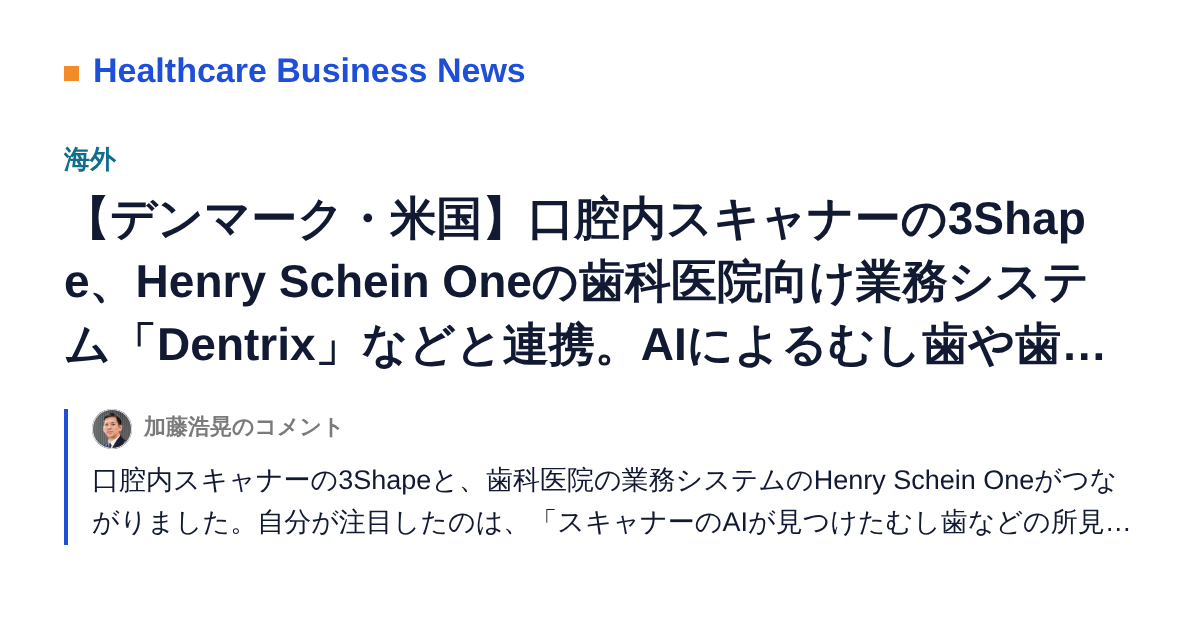 Healthcare Business News
海外
【デンマーク・米国】口腔内スキャナーの3Shap
e、Henry Schein Oneの歯科医院向け業務システ
ム「Dentrix」などと連携。AIによるむし歯や歯…
加藤浩晃のコメント
口腔内スキャナーの3Shapeと、歯科医院の業務システムのHenry Schein Oneがつな
がりました。自分が注目したのは、「スキャナーのAIが見つけたむし歯などの所見…